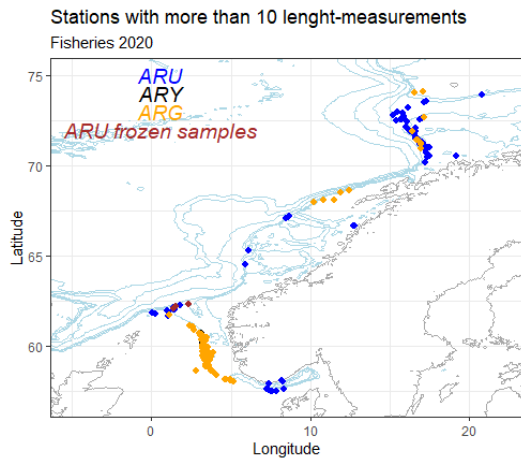 Stations with more than 10 lenght-measurements
Fisheries 2020
ARU
ARY
ARG
ARU frozen samples
75
70
65
60
Latitude
0
10
20
Longitude